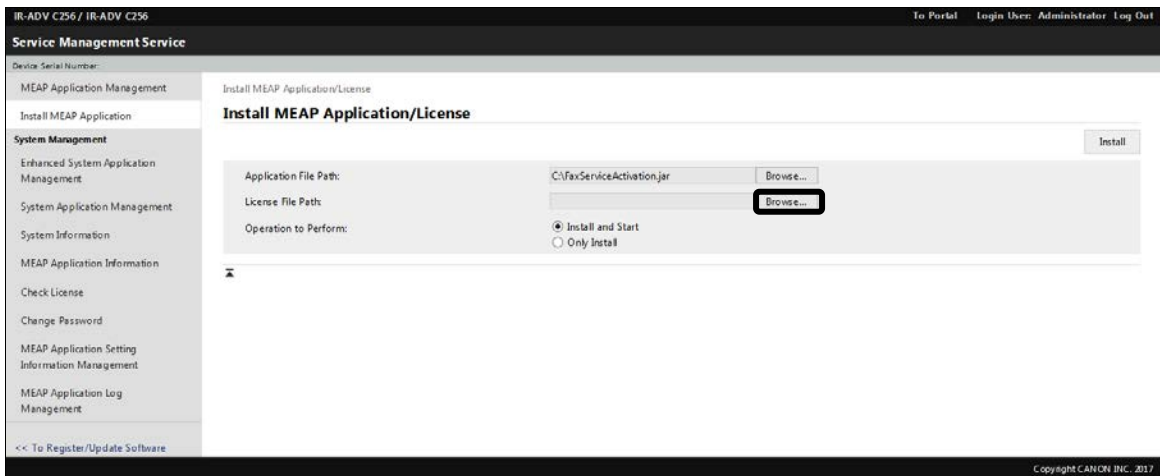 IR-ADV C256 / IR-ADV C256
To Portal Login User: Administrator Log Out
Service Management Service
Device Serial Number:
MEAP Application Management
Install MEAP Application
System Management
Enhanced System Application
Management
System Application Management
System Information
MEAP Application Information
Check License
Change Password
MEAP Application Setting
Information Management
MEAP Application Log
Management
<< To Register/Update Software
Install MEAP Application/License
Install MEAP Application/License
Install
Application File Path: C:\FaxServiceActivation.jar Browse...
License File Path: Browse...
Operation to Perform: Install and Start
Only Install
Copyright CANON INC. 2017